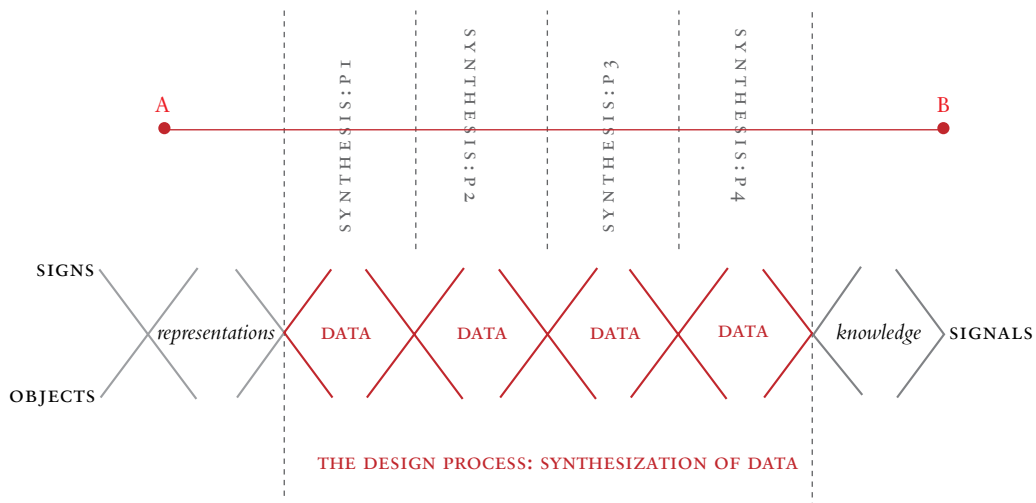 A
B
SYNTHESIS:P1
SYNTHESIS:P2
SYNTHESIS:P3
SYNTHESIS:P4
SIGNS
representations
DATA
DATA
DATA
DATA
knowledge
SIGNALS
OBJECTS
THE DESIGN PROCESS: SYNTHESIZATION OF DATA